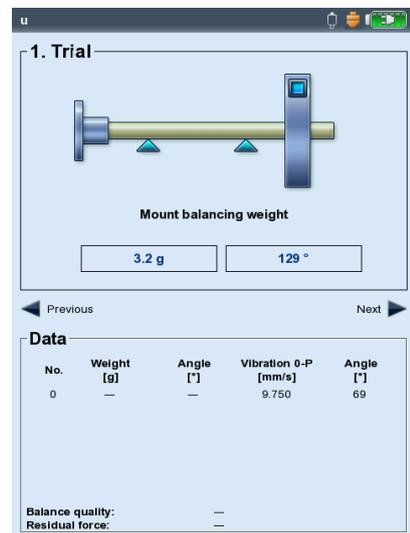 u
1. Trial
Mount balancing weight
3.2 g 129 °
Previous Next
Data
No. Weight [g] Angle [°] Vibration 0-P [mm/s] Angle [°]
0 — — 9.750 69
Balance quality: —
Residual force: —